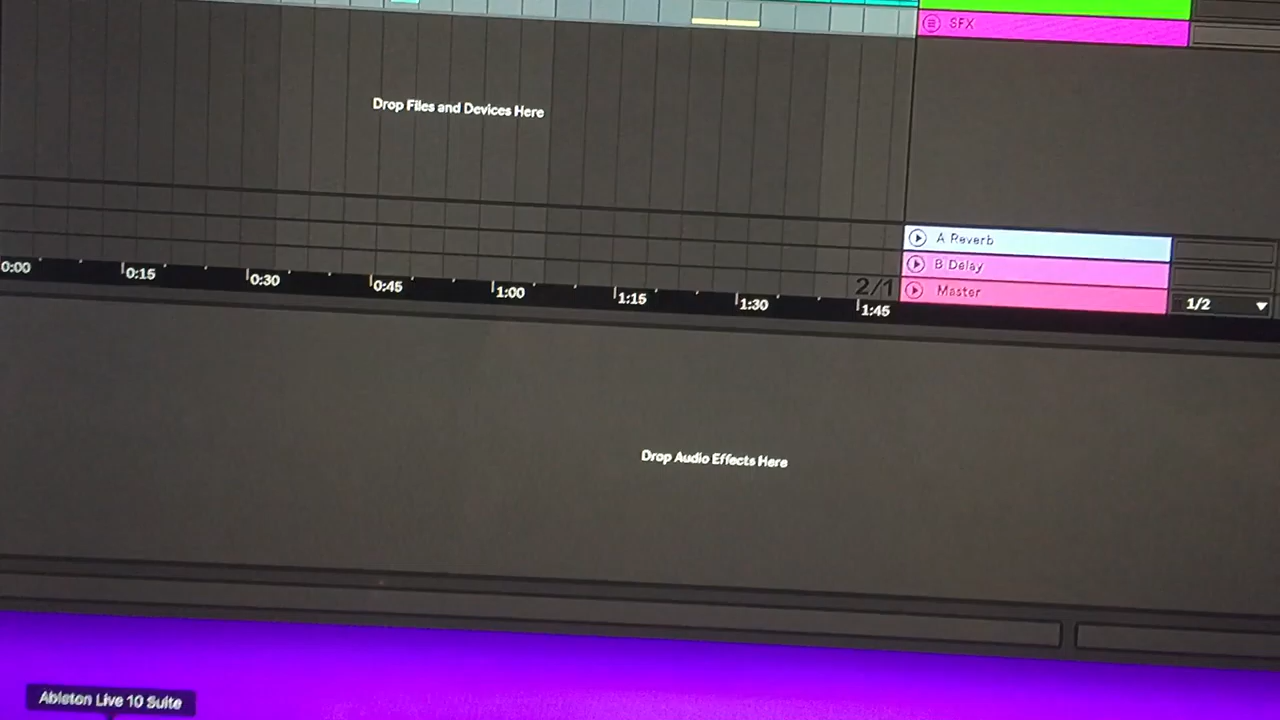 SFX
Drop Files and Devices Here
A Reverb
B Delay
Master
1/2
2/1
0:00
0:15
0:30
0:45
1:00
1:15
1:30
1:45
Drop Audio Effects Here
Ableton Live 10 Suite